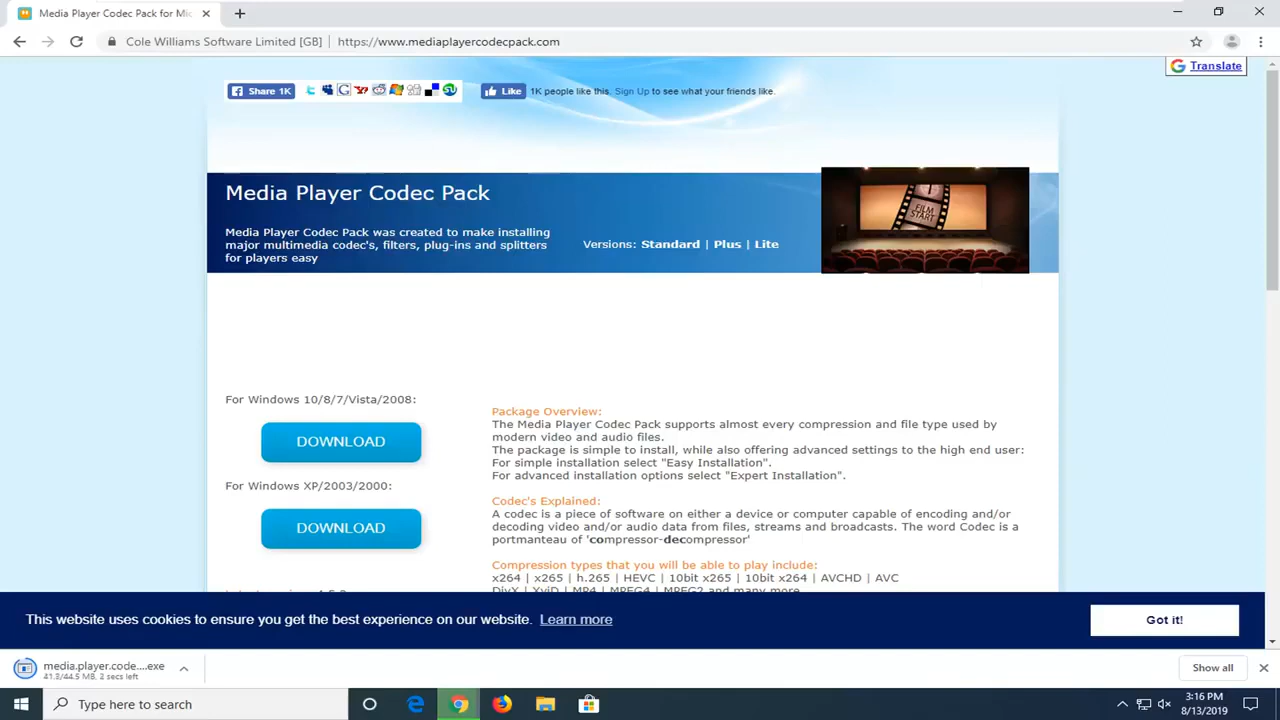 Media Player Codec Pack for Mic
Cole Williams Software Limited [GB] | https://www.mediaplayercodecpack.com
Translate
Share 1K
Like 1K people like this. Sign Up to see what your friends like.
Media Player Codec Pack
Media Player Codec Pack was created to make installing
major multimedia codec's, filters, plug-ins and splitters
for players easy
Versions: Standard | Plus | Lite
FILM
START
For Windows 10/8/7/Vista/2008:
DOWNLOAD
For Windows XP/2003/2000:
DOWNLOAD
Package Overview:
The Media Player Codec Pack supports almost every compression and file type used by
modern video and audio files.
The package is simple to install, while also offering advanced settings to the high end user:
For simple installation select "Easy Installation".
For advanced installation options select "Expert Installation".
Codec's Explained:
A codec is a piece of software on either a device or computer capable of encoding and/or
decoding video and/or audio data from files, streams and broadcasts. The word Codec is a
portmanteau of 'compressor-decompressor'
Compression types that you will be able to play include:
x264 | x265 | h.265 | HEVC | 10bit x265 | 10bit x264 | AVCHD | AVC
DivX | XviD | MP4 | MPEG4 | MPEG2 and many more.
This website uses cookies to ensure you get the best experience on our website. Learn more
Got it!
media.player.code....exe
41.3/44.5 MB, 2 secs left
Show all
Type here to search
3:16 PM
8/13/2019